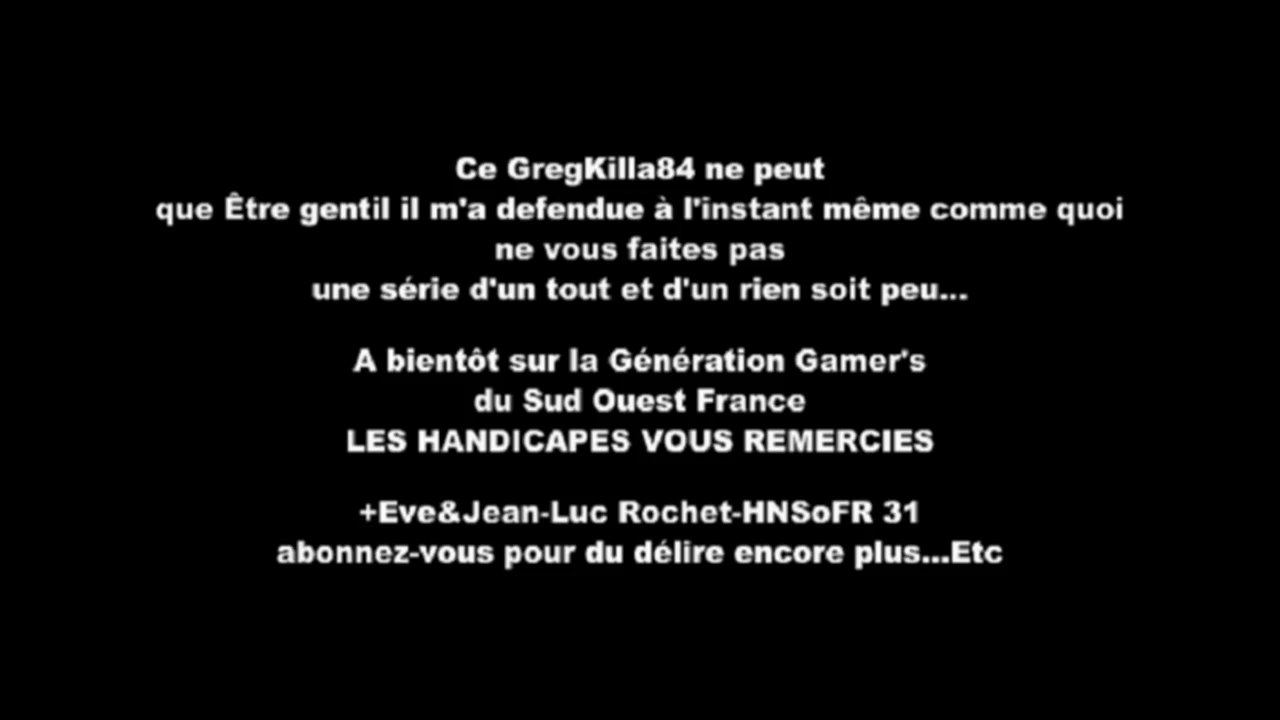 Ce GregKilla84 ne peut
que Être gentil il m'a defendue à l'instant même comme quoi
ne vous faites pas
une série d'un tout et d'un rien soit peu...
A bientôt sur la Génération Gamer's
du Sud Ouest France
LES HANDICAPES VOUS REMERCIES
+Eve&Jean-Luc Rochet-HNSoFR 31
abonnez-vous pour du délire encore plus...Etc